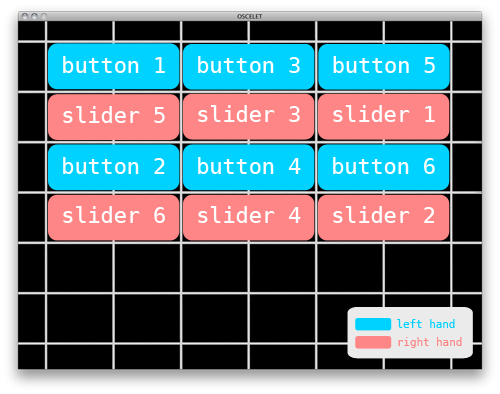 OSCELET
button 1 button 3 button 5
slider 5 slider 3 slider 1
button 2 button 4 button 6
slider 6 slider 4 slider 2
left hand
right hand